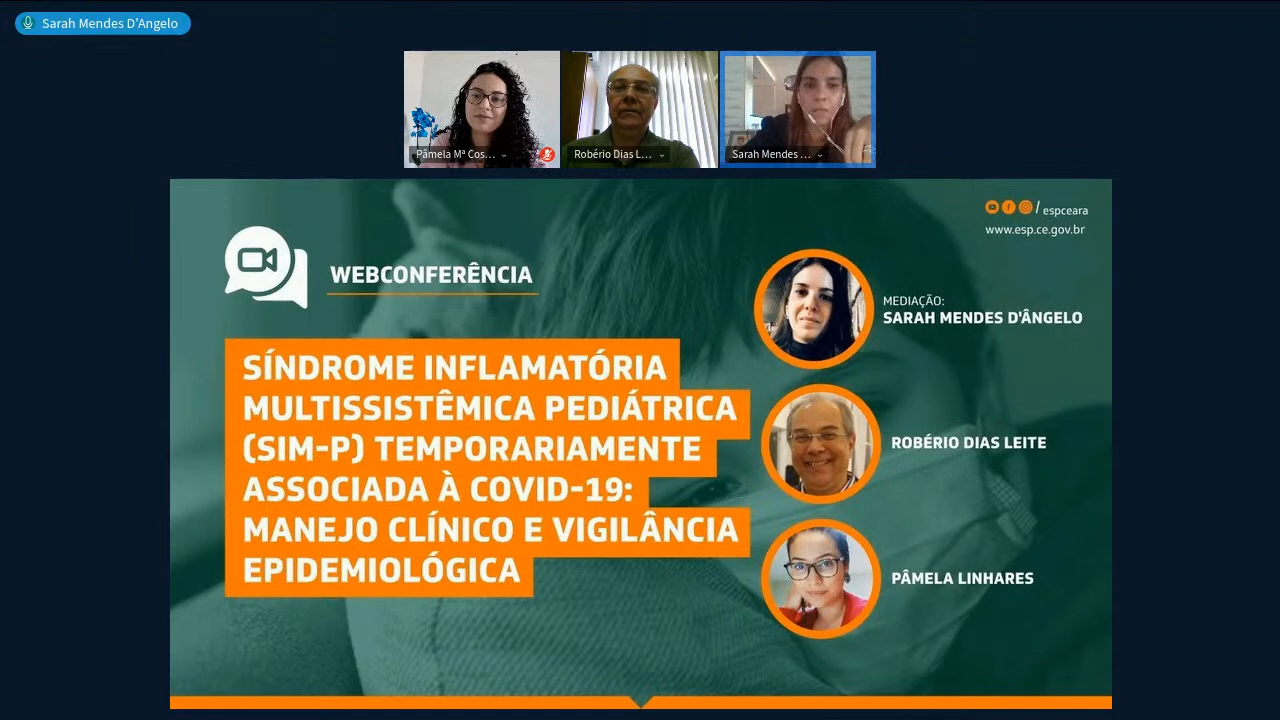 Sarah Mendes D'Angelo
Pâmela Mª Cos...
Robério Dias L...
Sarah Mendes ...
/ espceara
www.esp.ce.gov.br
WEBCONFERÊNCIA
SÍNDROME INFLAMATÓRIA
MULTISSISTÊMICA PEDIÁTRICA
(SIM-P) TEMPORARIAMENTE
ASSOCIADA À COVID-19:
MANEJO CLÍNICO E VIGILÂNCIA
EPIDEMIOLÓGICA
MEDIAÇÃO:
SARAH MENDES D'ÂNGELO
ROBÉRIO DIAS LEITE
PÂMELA LINHARES